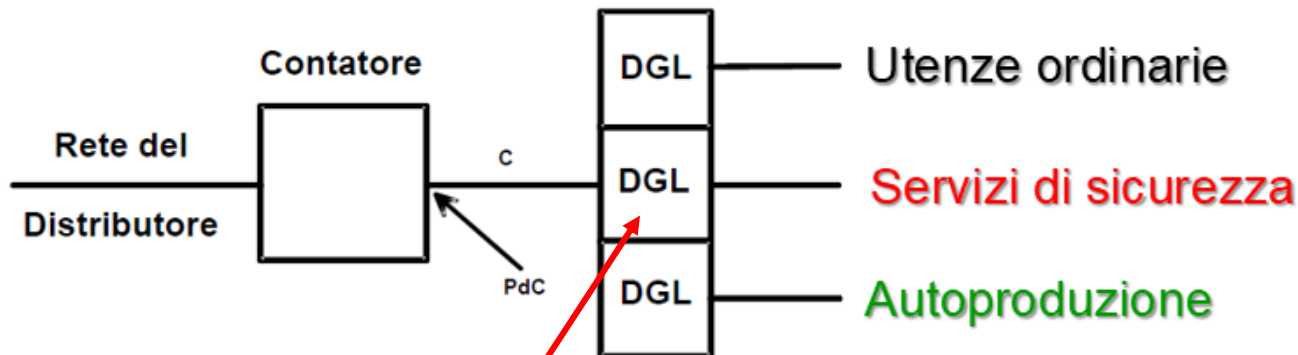 Contatore
Rete del
Distributore
C
PdC
DGL
DGL
DGL
Utenze ordinarie
Servizi di sicurezza
Autoproduzione